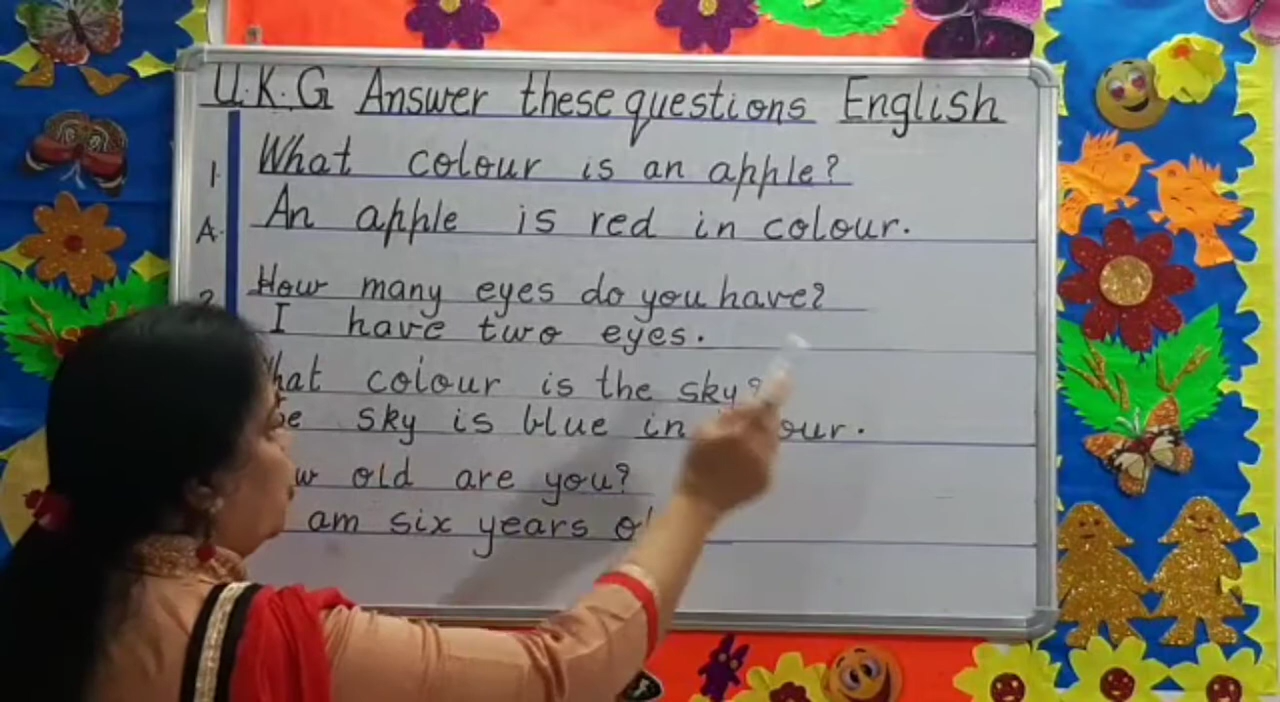 U.K.G Answer these questions English
1. What colour is an apple?
A. An apple is red in colour.
2 How many eyes do you have?
I have two eyes.
colour is the sky?
sky is blue in
old are you?
am six years